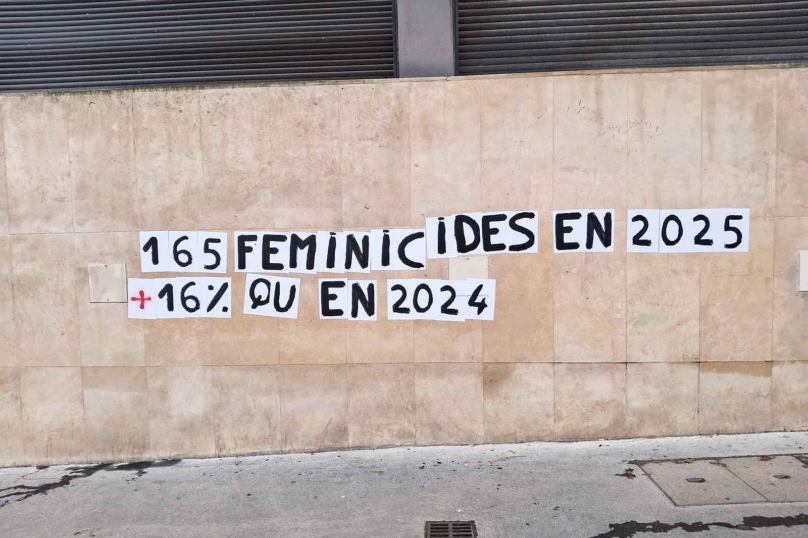 165 FEMINICIDES EN 2025
+16% QU EN 2024